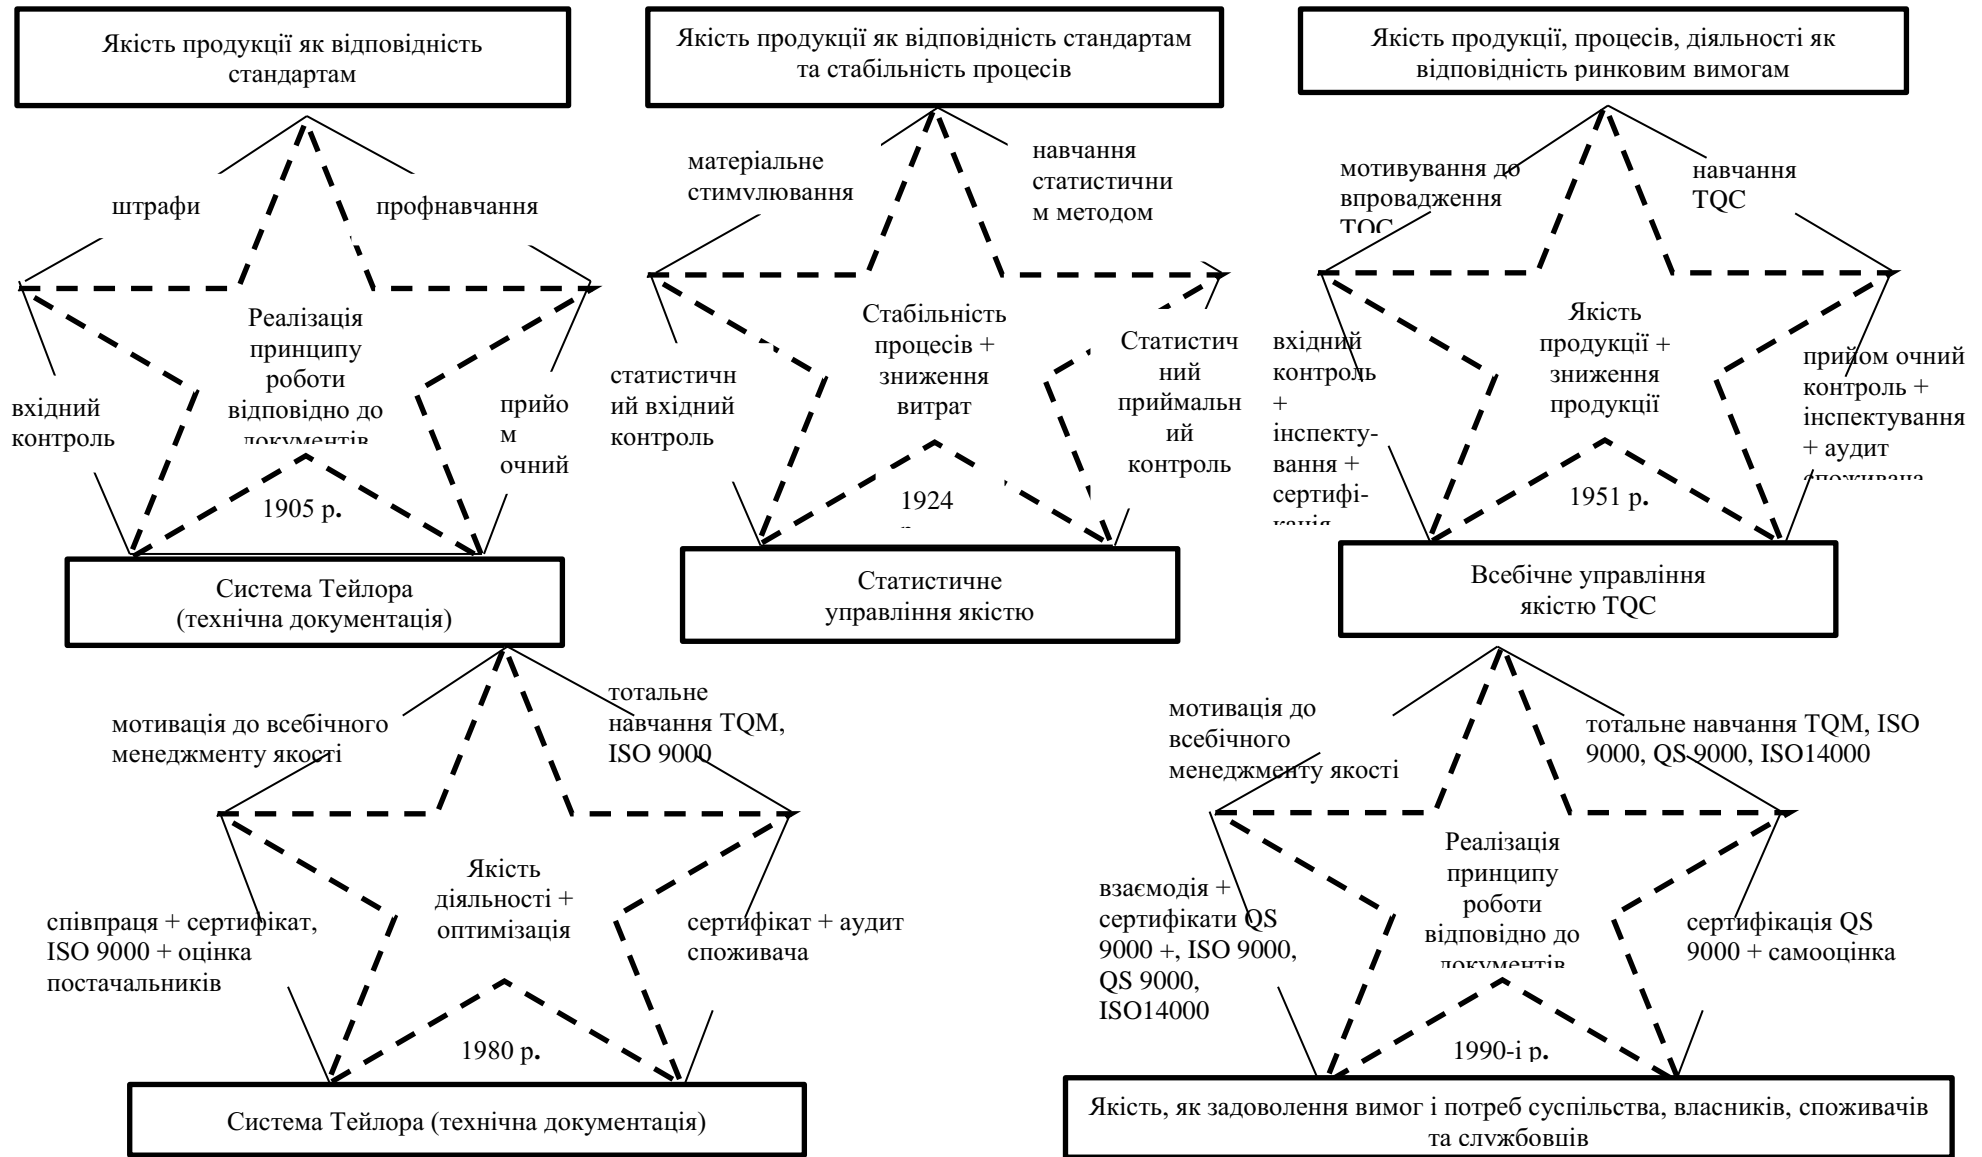 Якість продукції як відповідність
стандартам
штрафи
профнавчання
Реалізація
принципу
роботи
відповідно до
документів
вхідний
контроль
прийо
м
очний
1905 р.
Система Тейлора
(технічна документація)
Якість продукції як відповідність стандартам
та стабільність процесів
матеріальне
стимулювання
навчання
статистични
м методом
Стабільність
процесів +
зниження
витрат
статистичн
ий вхідний
контроль
Статистич
ний
приймальн
ий
контроль
1924
Статистичне
управління якістю
Якість продукції, процесів, діяльності як
відповідність ринковим вимогам
мотивування до
впровадження
TQC
навчання
TQC
Якість
продукції +
зниження
продукції
вхідний
контроль
+
інспекту-
вання +
сертифі-
кація
прийом очний
контроль +
інспектування
+ аудит
споживача
1951 р.
Всебічне управління
якістю TQC
мотивація до всебічного
менеджменту якості
тотальне
навчання TQM,
ISO 9000
Якість
діяльності +
оптимізація
співпраця + сертифікат,
ISO 9000 + оцінка
постачальників
сертифікат + аудит
споживача
1980 р.
Система Тейлора (технічна документація)
мотивація до
всебічного
менеджменту якості
тотальне навчання TQM, ISO
9000, QS-9000, ISO14000
Реалізація
принципу
роботи
відповідно до
документів
взаємодія +
сертифікати QS
9000 +, ISO 9000,
QS 9000,
ISO14000
сертифікація QS
9000 + самооцінка
1990-і р.
Якість, як задоволення вимог і потреб суспільства, власників, споживачів
та службовців